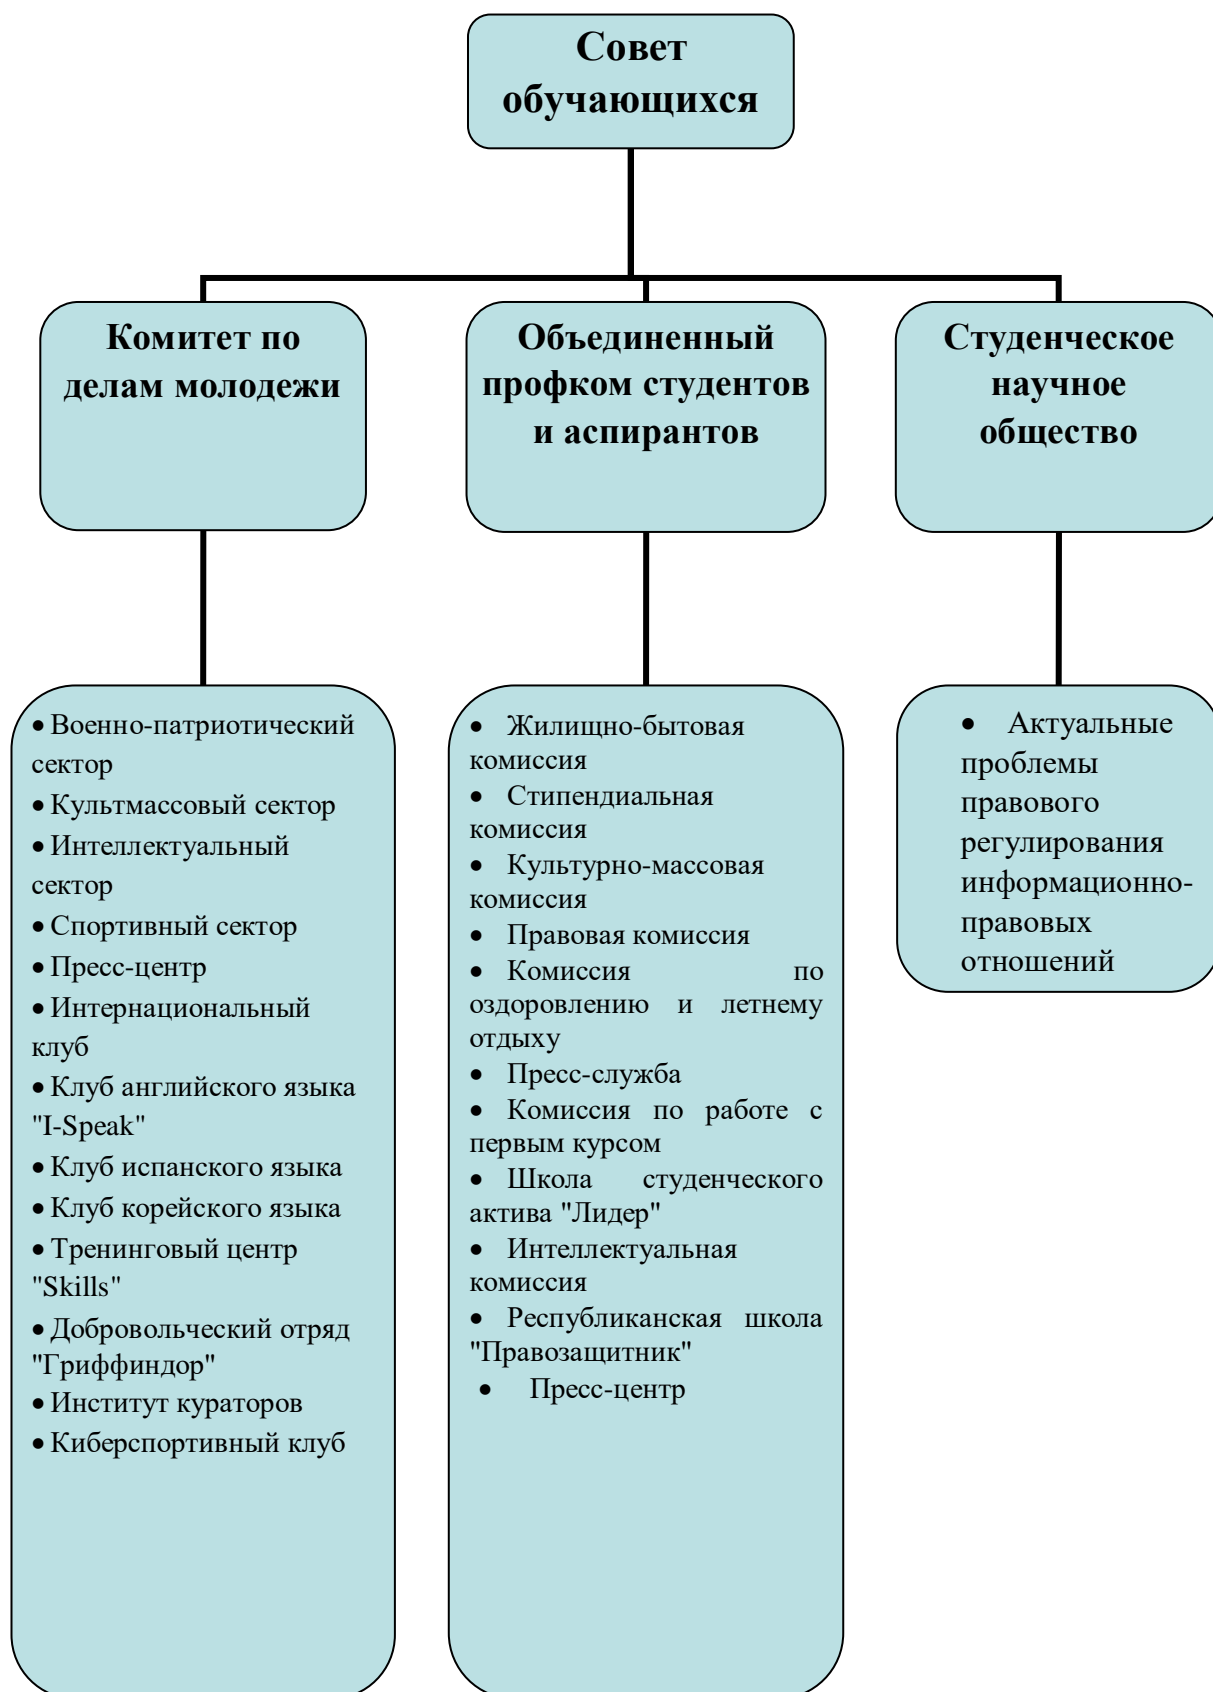 Совет
обучающихся
Комитет по
делам молодежи
Объединенный
профком студентов
и аспирантов
Студенческое
научное
общество
• Военно-патриотический
сектор
• Культмассовый сектор
• Интеллектуальный
сектор
• Спортивный сектор
• Пресс-центр
• Интернациональный
клуб
• Клуб английского языка
"I-Speak"
• Клуб испанского языка
• Клуб корейского языка
• Тренинговый центр
"Skills"
• Добровольческий отряд
"Гриффиндор"
• Институт кураторов
• Киберспортивный клуб
• Жилищно-бытовая
комиссия
• Стипендиальная
комиссия
• Культурно-массовая
комиссия
• Правовая комиссия
• Комиссия по
оздоровлению и летнему
отдыху
• Пресс-служба
• Комиссия по работе с
первым курсом
• Школа студенческого
актива "Лидер"
• Интеллектуальная
комиссия
• Республиканская школа
"Правозащитник"
• Пресс-центр
• Актуальные
проблемы
правового
регулирования
информационно-
правовых
отношений